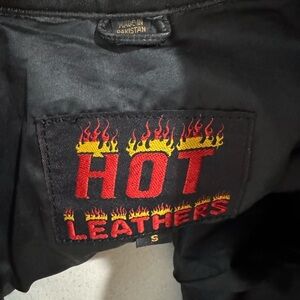 MADE IN
PAKISTAN
HOT
LEATHERS
S